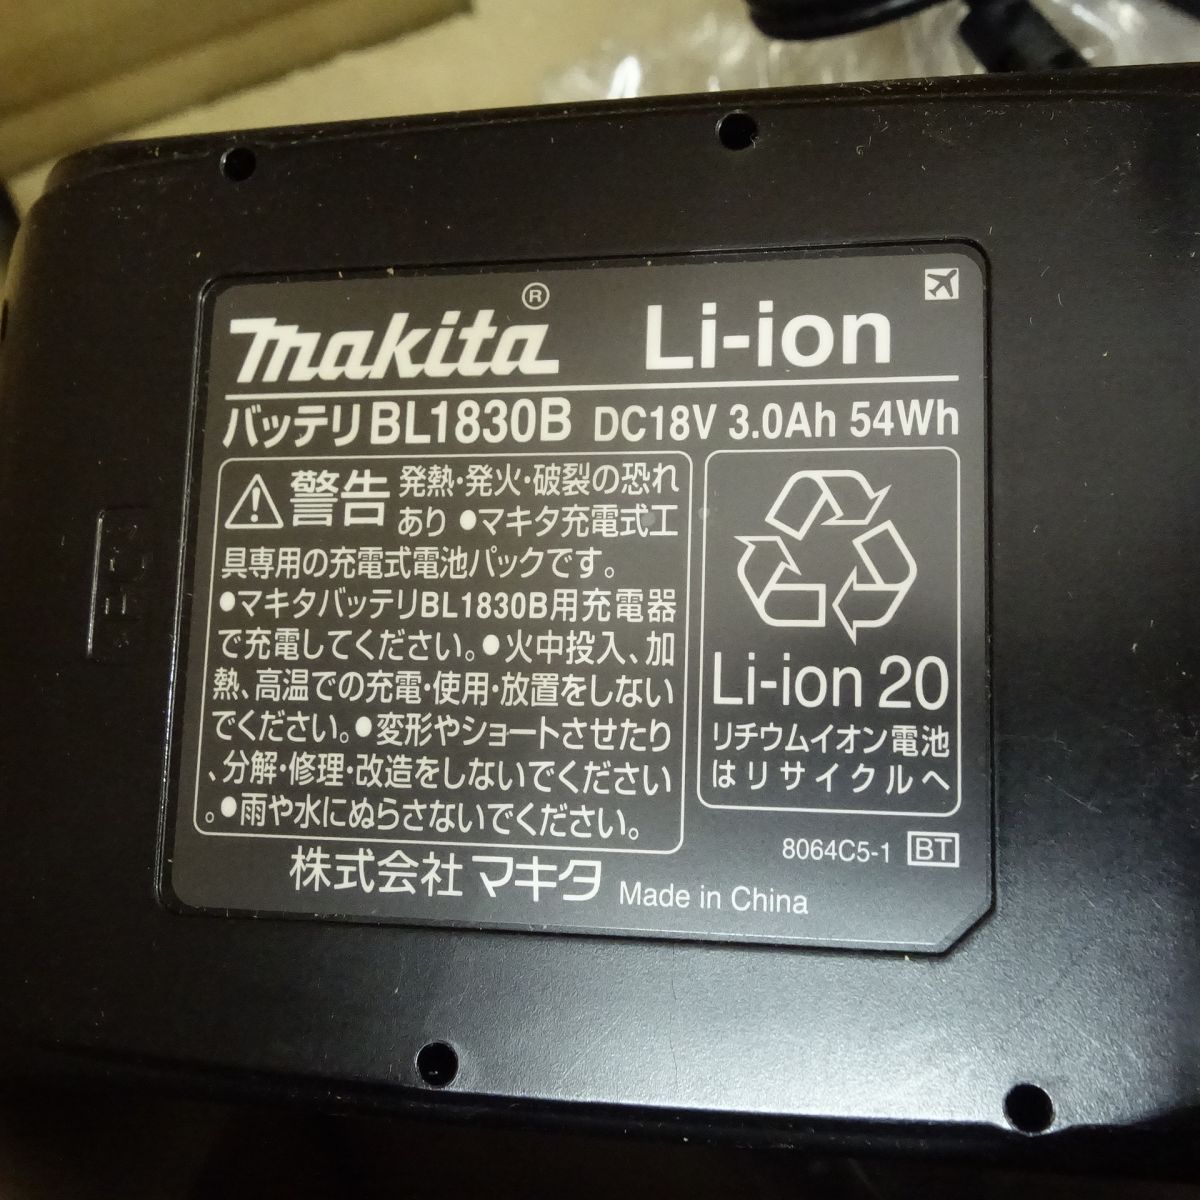 makita®
Li-ion
バッテリBL1830B DC18V 3.0Ah 54Wh
警告 発熱・発火・破裂の恐れ
あり ●マキタ充電式工
具専用の充電式電池パックです。
●マキタバッテリBL1830B用充電器
で充電してください。●火中投入、加
熱、高温での充電・使用・放置をしない
でください。●変形やショートさせたり
、分解・修理・改造をしないでください
。●雨や水にぬらさないでください。
Li-ion 20
リチウムイオン電池
はリサイクルへ
8064C5-1 BT
株式会社マキタ Made in China